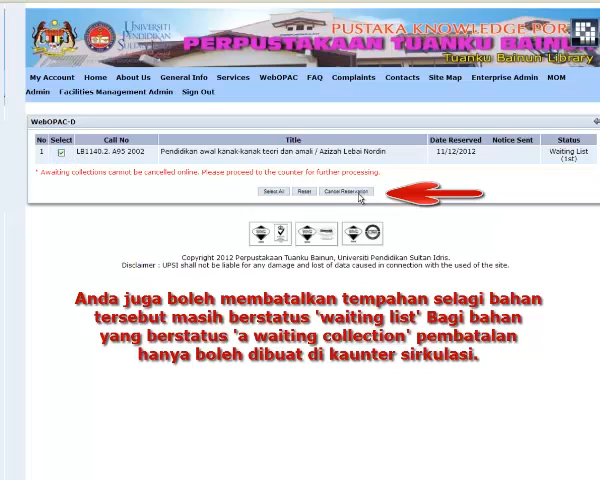 UNIVERSITI
PENDIDIKAN
SULTAN IDRIS
PUSTAKA KNOWLEDGE POR
PERPUSTAKAAN TUANKU BAINUN
Tuanku Bainun Library
My Account Home About Us General Info Services WebOPAC FAQ Complaints Contacts Site Map Enterprise Admin MOM
Admin Facilities Management Admin Sign Out
WebOPAC-D
No Select Call No Title Date Reserved Notice Sent Status
1 LB1140.2. A95 2002 Pendidikan awal kanak-kanak:teori dan amali / Azizah Lebai Nordin 11/12/2012 Waiting List
(1st)
* Awaiting collections cannot be cancelled online. Please proceed to the counter for further processing.
Select All Reset Cancel Reservation
Copyright 2012 Perpustakaan Tuanku Bainun, Universiti Pendidikan Sultan Idris.
Disclaimer : UPSI shall not be liable for any damage and lost of data caused in connection with the used of the site.
Anda juga boleh membatalkan tempahan selagi bahan
tersebut masih berstatus 'waiting list' Bagi bahan
yang berstatus 'a waiting collection' pembatalan
hanya boleh dibuat di kaunter sirkulasi.